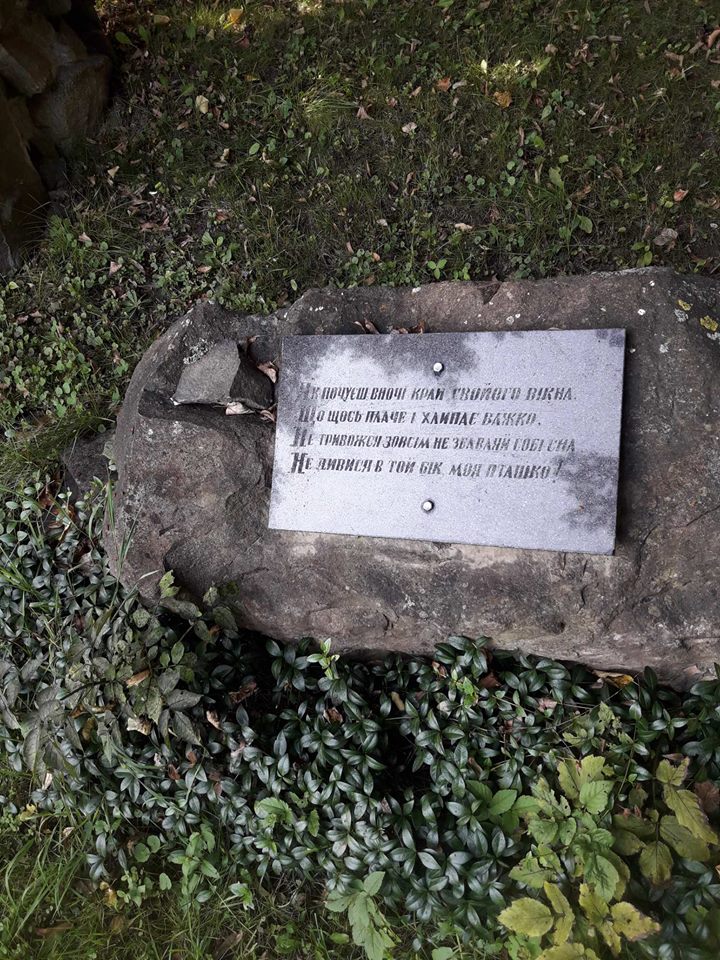 Як почуєш вночі край свойого вікна,
Що щось плаче і хлипає важко,
Не тривожся зовсім не збавляй собі сна
Не дивися в той бік, моя пташко!